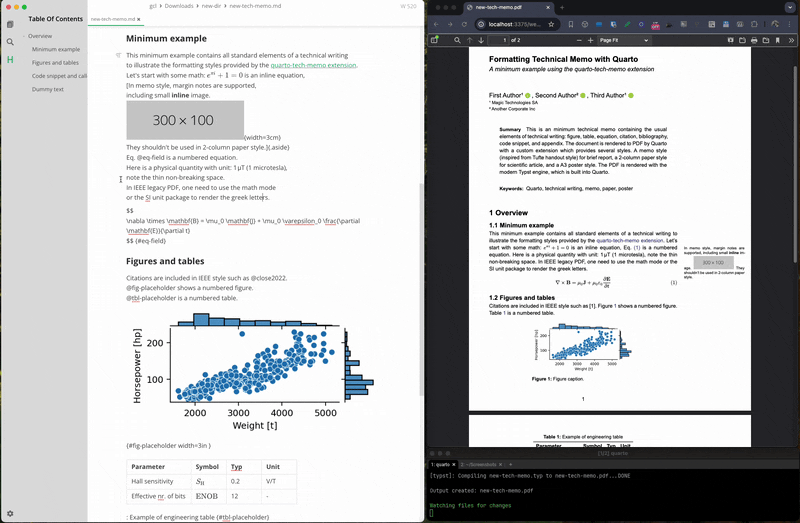 gcl › Downloads › new-dir › new-tech-memo.md
W 520
new-tech-memo.md
Table Of Contents
Overview
Minimum example
Figures and tables
Code snippet and call
Dummy text
Minimum example
This minimum example contains all standard elements of a technical writing
to illustrate the formatting styles provided by the quarto-tech-memo extension.
Let's start with some math: e^πi + 1 = 0 is an inline equation,
[In memo style, margin notes are supported,
including small inline image.
300 × 100
{width=3cm}
They shouldn't be used in 2-column paper style.]{.aside}
Eq. @eq-field is a numbered equation.
Here is a physical quantity with unit: 1 µT (1 microtesla),
note the thin non-breaking space.
In IEEE legacy PDF, one need to use the math mode
or the SI unit package to render the greek letters.
$$
\nabla \times \mathbf{B} = \mu_0 \mathbf{J} + \mu_0 \varepsilon_0 \frac{\partial
\mathbf{E}}{\partial t}
$$ {#eq-field}
Figures and tables
Citations are included in IEEE style such as @close2022.
@fig-placeholder shows a numbered figure.
@tbl-placeholder is a numbered table.
Horsepower [hp]
200
100
2000 3000 4000 5000
Weight [t]
{#fig-placeholder width=3in }
Parameter Symbol Typ Unit
Hall sensitivity S_H 0.2 V/T
Effective nr. of bits ENOB 12 -
: Example of engineering table {#tbl-placeholder}
new-tech-memo.pdf
localhost:3375/we...
1 of 2
Page Fit
Formatting Technical Memo with Quarto
A minimum example using the quarto-tech-memo extension
First Author¹, Second Author², Third Author¹
¹ Magic Technologies SA
² Another Corporate Inc
Summary This is an minimum technical memo containing the usual
elements of technical writing: figure, table, equation, citation, bibliography,
code snippet, and appendix. The document is rendered to PDF by Quarto
with a custom extension which provides several styles. A memo style
(inspired from Tufte handout style) for brief report, a 2-column paper style
for scientific article, and a A3 poster style. The PDF is rendered with the
modern Typst engine, which is built into Quarto.
Keywords: Quarto, technical writing, memo, paper, poster
1 Overview
1.1 Minimum example
This minimum example contains all standard elements of a technical writing to
illustrate the formatting styles provided by the quarto-tech-memo extension. Let's
start with some math: e^πi + 1 = 0 is an inline equation, Eq. (1) is a numbered
equation. Here is a physical quantity with unit: 1 µT (1 microtesla), note the thin
non-breaking space. In IEEE legacy PDF, one need to use the math mode or the
SI unit package to render the greek letters.
In memo style, margin notes are
supported, including small inline im-
300 × 100
age. They
shouldn't be used in 2-column paper
style.
∇ × B = µ₀J + µ₀ε₀ ∂E/∂t (1)
1.2 Figures and tables
Citations are included in IEEE style such as [1]. Figure 1 shows a numbered figure.
Table 1 is a numbered table.
Horsepower [hp]
200
100
2000 3000 4000 5000
Weight [t]
Figure 1: Figure caption.
1
Table 1: Example of engineering table
Parameter Symbol Typ Unit
[1/2] quarto
1: quarto
[typst]: Compiling new-tech-memo.typ to new-tech-memo.pdf...DONE
Output created: new-tech-memo.pdf
Watching files for changes